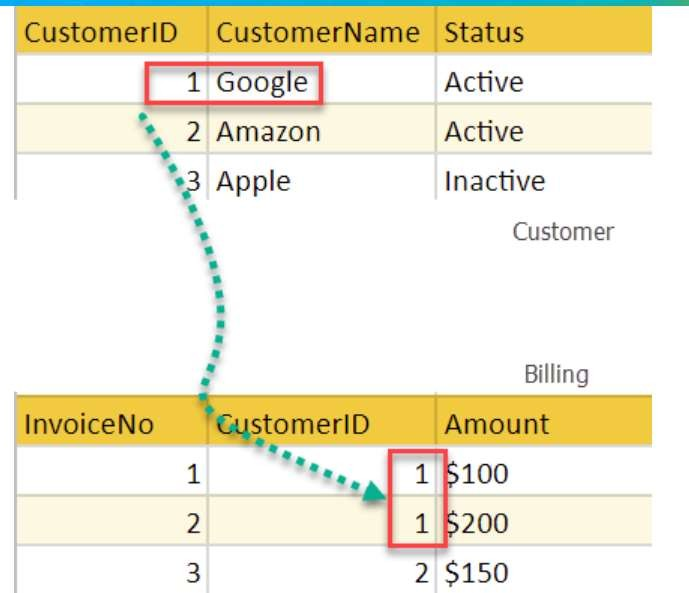 CustomerID CustomerName Status
1 Google Active
2 Amazon Active
3 Apple Inactive
Customer
Billing
InvoiceNo CustomerID Amount
1 1 $100
2 1 $200
3 2 $150